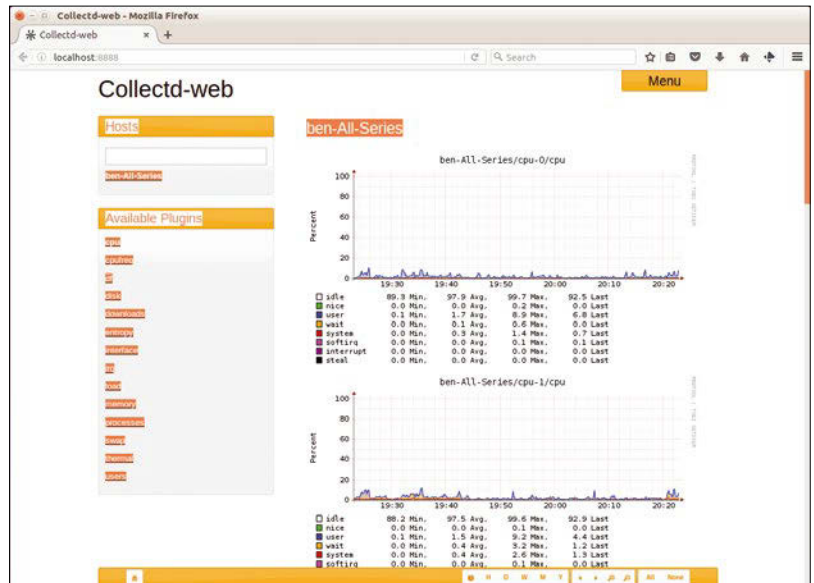 Collectd-web - Mozilla Firefox
Collectd-web
localhost:8888
Search
Collectd-web
Menu
Hosts
ben-All-Series
Available Plugins
cpu
cpufreq
df
disk
downloads
entropy
interface
irq
load
memory
processes
swap
thermal
users
ben-All-Series
ben-All-Series/cpu-0/cpu
Percent
100
80
60
40
20
0
19:30 19:40 19:50 20:00 20:10 20:20
idle 89.3 Min, 97.9 Avg, 99.7 Max, 92.5 Last
nice 0.0 Min, 0.0 Avg, 0.2 Max, 0.0 Last
user 0.1 Min, 1.7 Avg, 8.9 Max, 6.8 Last
wait 0.0 Min, 0.1 Avg, 0.6 Max, 0.0 Last
system 0.0 Min, 0.3 Avg, 1.4 Max, 0.7 Last
softirq 0.0 Min, 0.0 Avg, 0.1 Max, 0.1 Last
interrupt 0.0 Min, 0.0 Avg, 0.0 Max, 0.0 Last
steal 0.0 Min, 0.0 Avg, 0.0 Max, 0.0 Last
ben-All-Series/cpu-1/cpu
Percent
100
80
60
40
20
0
19:30 19:40 19:50 20:00 20:10 20:20
idle 88.2 Min, 97.5 Avg, 99.6 Max, 92.9 Last
nice 0.0 Min, 0.0 Avg, 0.1 Max, 0.0 Last
user 0.1 Min, 1.5 Avg, 9.2 Max, 4.4 Last
wait 0.0 Min, 0.4 Avg, 3.2 Max, 1.2 Last
system 0.0 Min, 0.4 Avg, 2.6 Max, 1.3 Last
softirq 0.0 Min, 0.0 Avg, 0.1 Max, 0.0 Last
H D W M Y All None